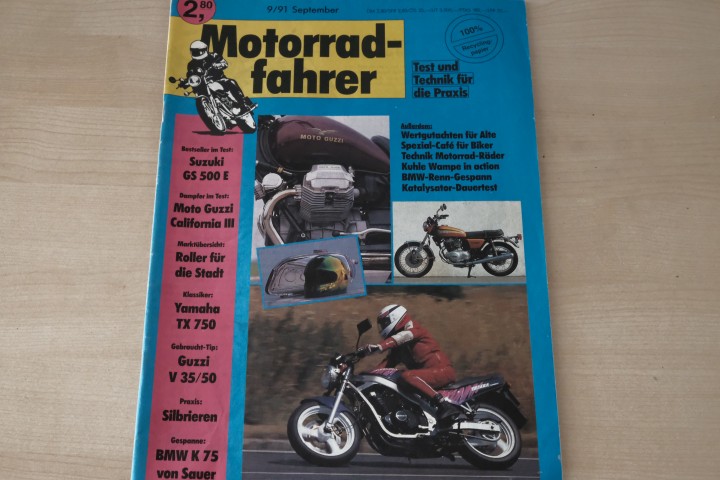 2,80
9/91 September
Motorrad-
fahrer
100%
Recycling-
papier
Test und
Technik für
die Praxis
Bestseller im Test:
Suzuki
GS 500 E
Dampfer im Test:
Moto Guzzi
California III
Marktübersicht:
Roller für
die Stadt
Klassiker:
Yamaha
TX 750
Gebraucht-Tip:
Guzzi
V 35/50
Praxis:
Silbrieren
Gespanne:
BMW K 75
von Sauer
MOTO GUZZI
Außerdem:
Wertgutachten für Alte
Spezial-Café für Biker
Technik Motorrad-Räder
Kuhle Wampe in action
BMW-Renn-Gespann
Katalysator-Dauertest